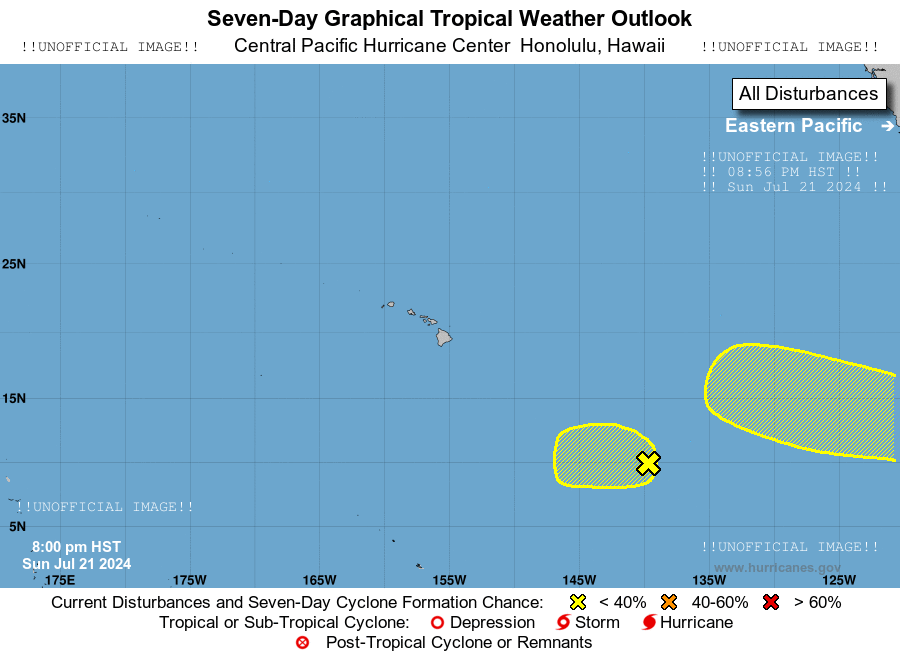 Seven-Day Graphical Tropical Weather Outlook
!!UNOFFICIAL IMAGE!! Central Pacific Hurricane Center Honolulu, Hawaii !!UNOFFICIAL IMAGE!!
All Disturbances
35N
Eastern Pacific
!!UNOFFICIAL IMAGE!!
!! 08:56 PM HST !!
!! Sun Jul 21 2024 !!
25N
15N
!!UNOFFICIAL IMAGE!!
5N
8:00 pm HST
Sun Jul 21 2024
!!UNOFFICIAL IMAGE!!
www.hurricanes.gov
175E 175W 165W 155W 145W 135W 125W
Current Disturbances and Seven-Day Cyclone Formation Chance: < 40% 40-60% > 60%
Tropical or Sub-Tropical Cyclone: Depression Storm Hurricane
Post-Tropical Cyclone or Remnants